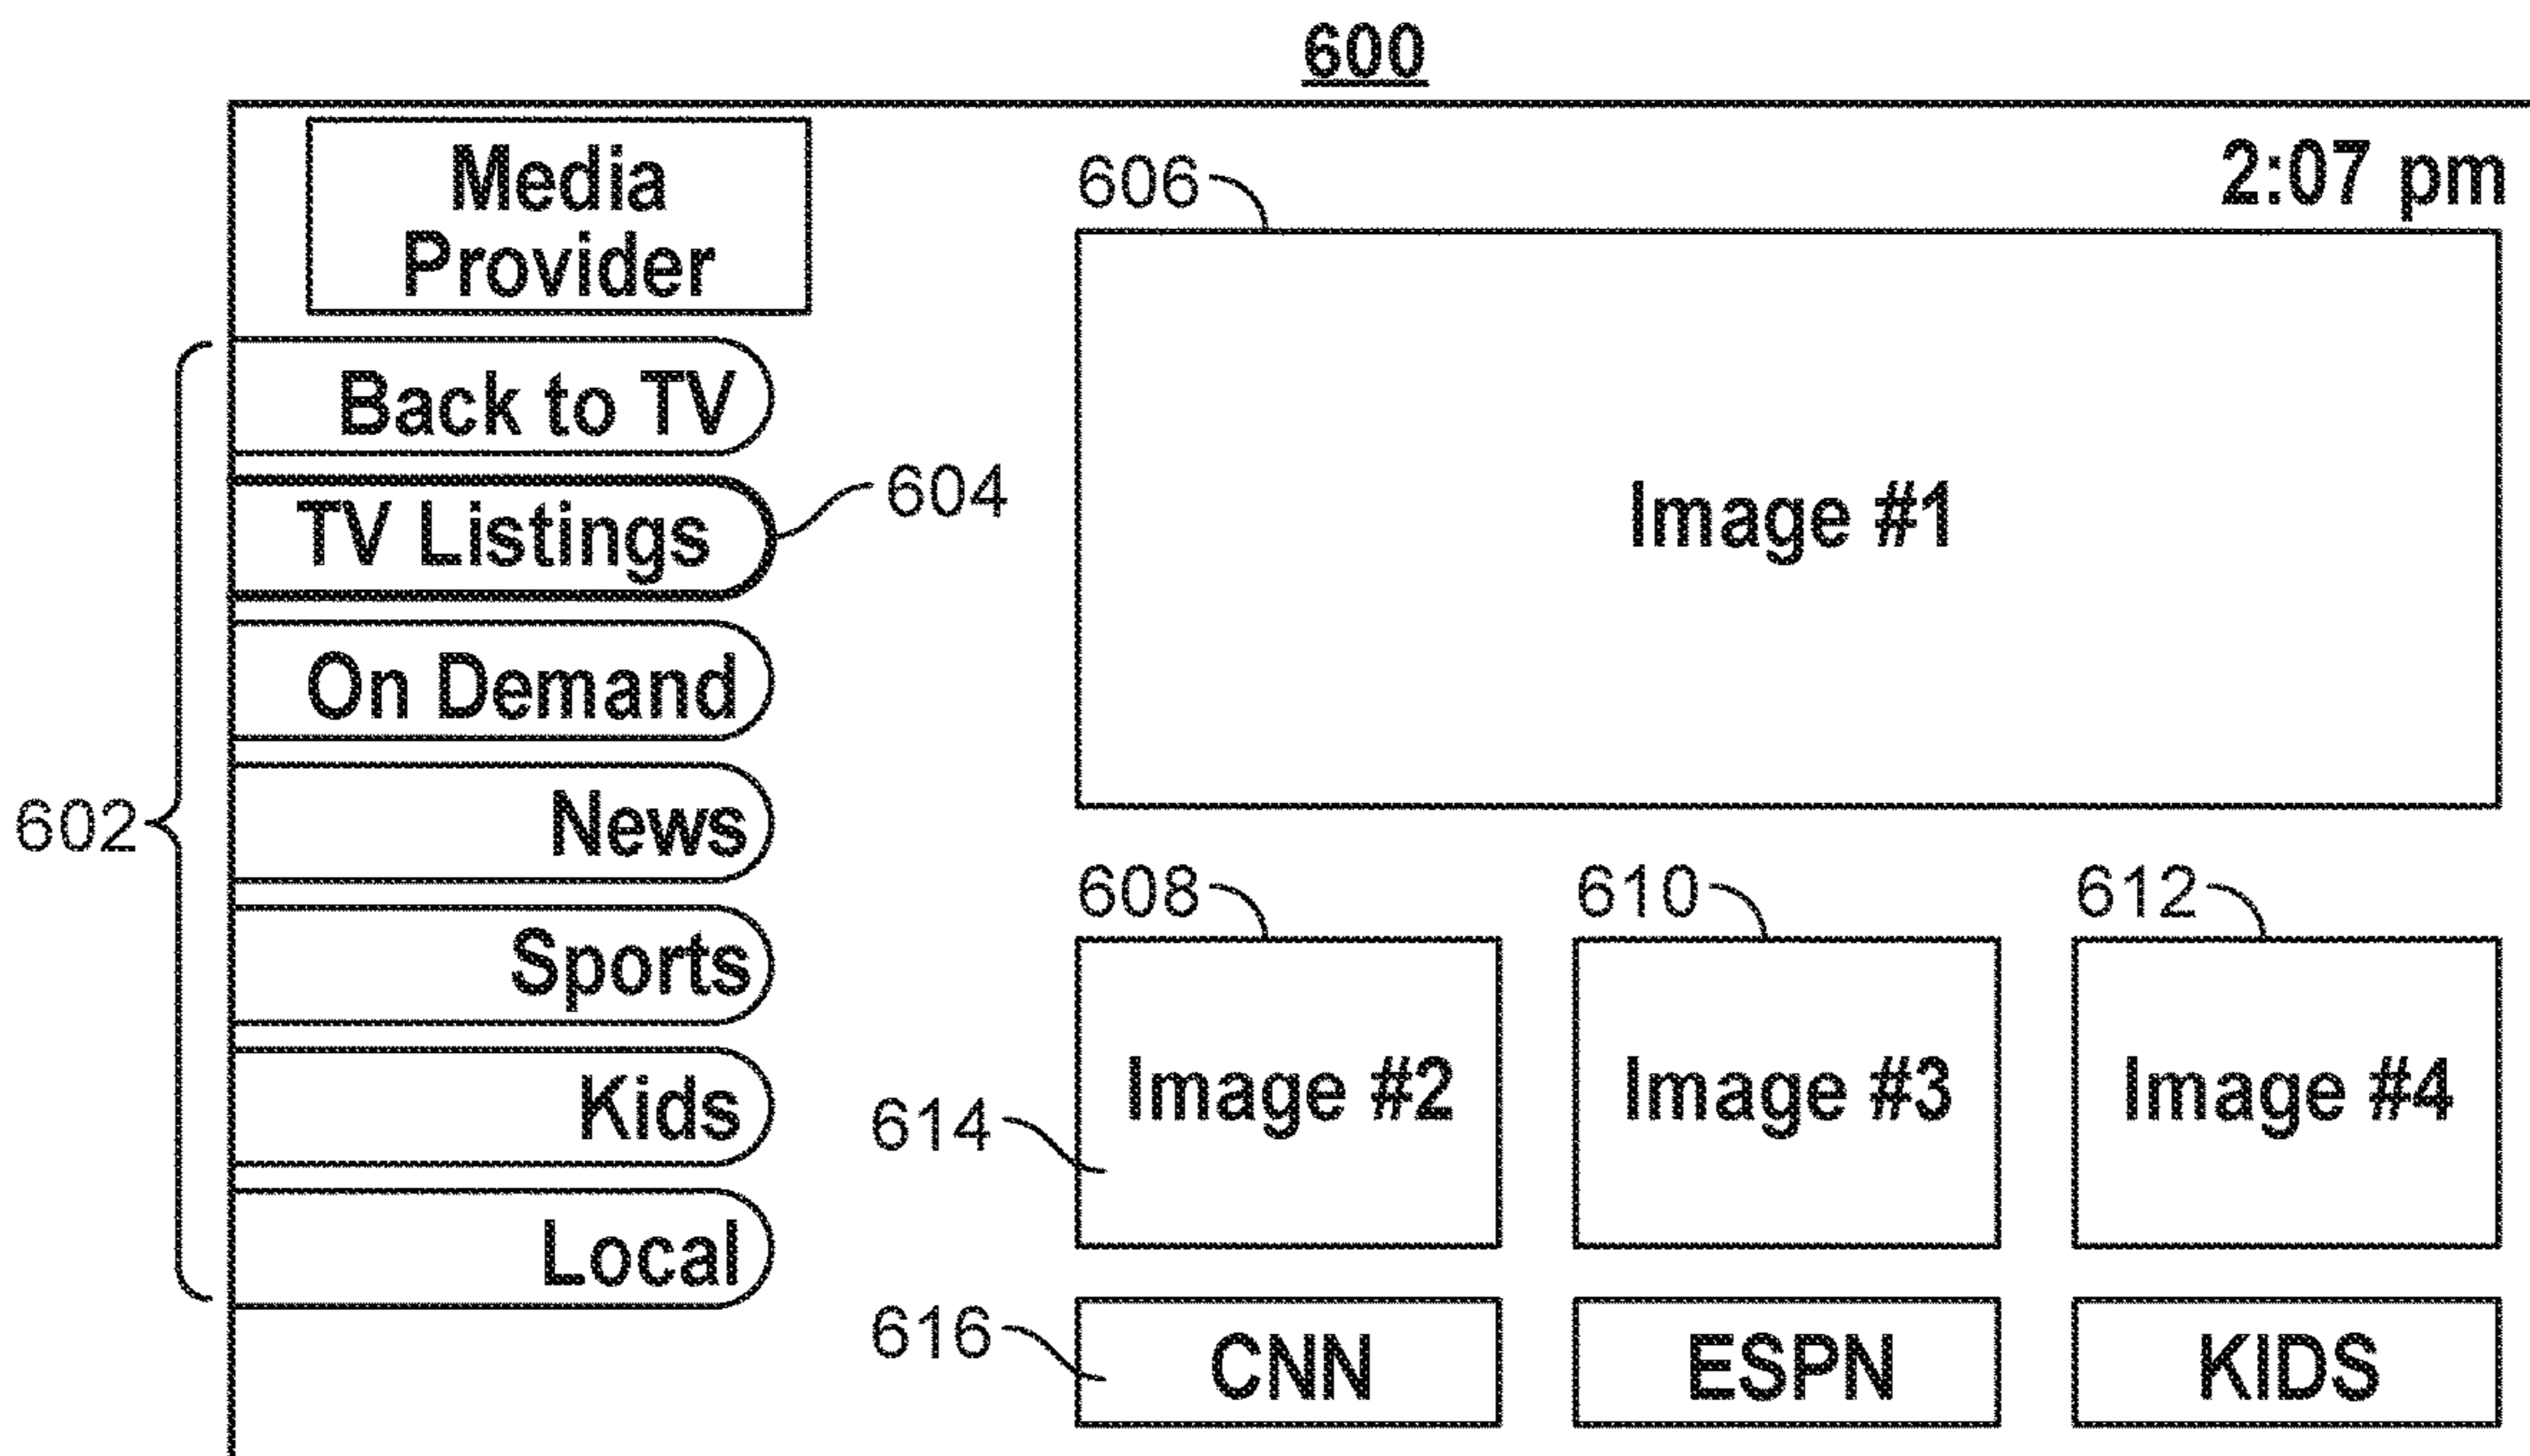 600
Media
Provider
2:07 pm
606
Back to TV
604
TV Listings
Image #1
On Demand
602
News
608
610
612
Sports
Image #2
Image #3
Image #4
614
Kids
Local
616
CNN
ESPN
KIDS